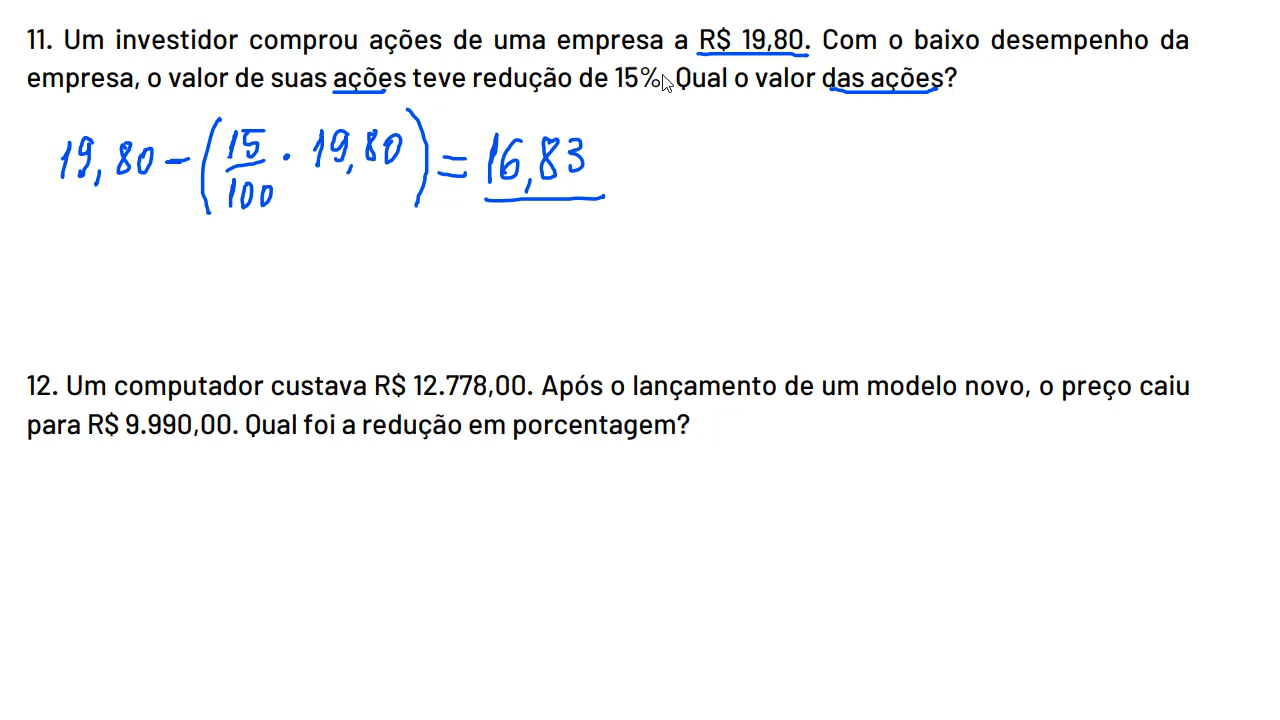 11. Um investidor comprou ações de uma empresa a R$ 19,80. Com o baixo desempenho da
empresa, o valor de suas ações teve redução de 15%. Qual o valor das ações?
19,80 - (15/100 . 19,80) = 16,83
12. Um computador custava R$ 12.778,00. Após o lançamento de um modelo novo, o preço caiu
para R$ 9.990,00. Qual foi a redução em porcentagem?